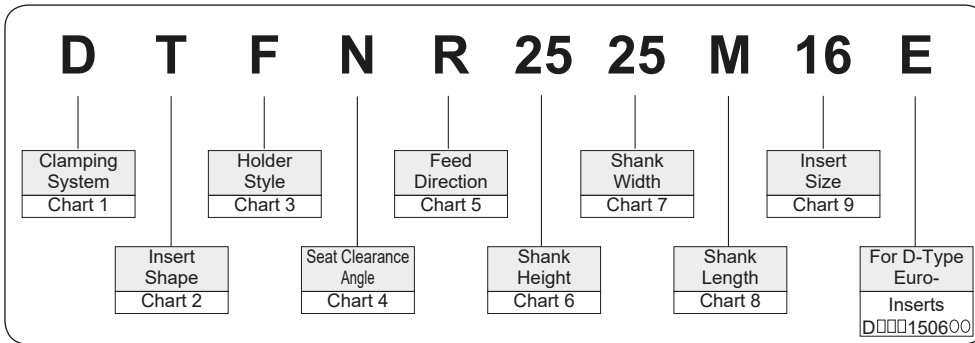 D T F N R 25 25 M 16 E
Clamping
System
Chart 1
Holder
Style
Chart 3
Feed
Direction
Chart 5
Shank
Width
Chart 7
Insert
Size
Chart 9
Insert
Shape
Chart 2
Seat Clearance
Angle
Chart 4
Shank
Height
Chart 6
Shank
Length
Chart 8
For D-Type
Euro-
Inserts
D□□□1506○○